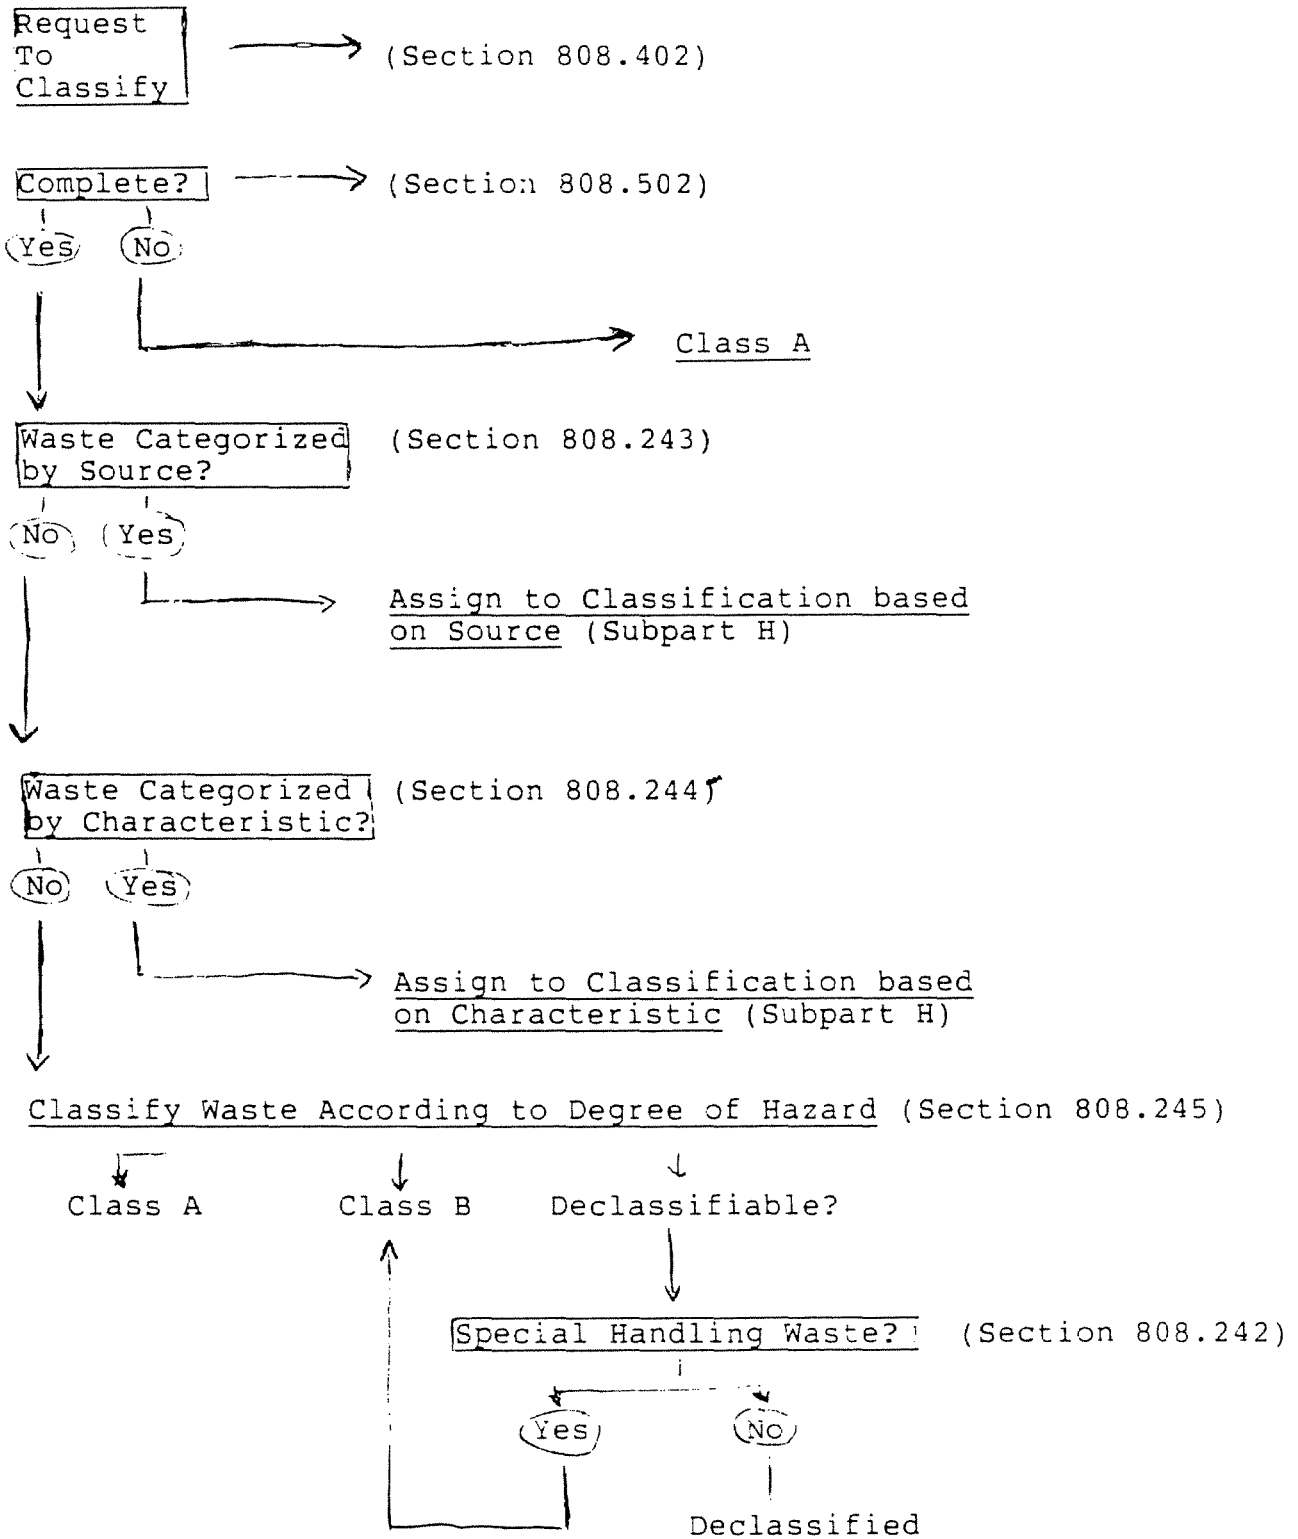 Request
To
Classify
(Section 808.402)
Complete?
(Section 808.502)
Yes
No
Class A
Waste Categorized
by Source?
(Section 808.243)
No
Yes
Assign to Classification based
on Source (Subpart H)
Waste Categorized
by Characteristic?
(Section 808.244)
No
Yes
Assign to Classification based
on Characteristic (Subpart H)
Classify Waste According to Degree of Hazard (Section 808.245)
Class A
Class B
Declassifiable?
Special Handling Waste?
(Section 808.242)
Yes
No
Declassified